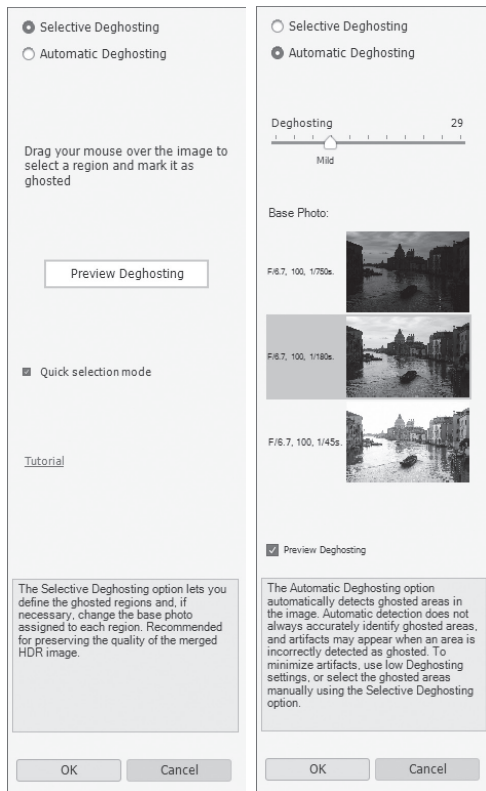 Selective Deghosting
Automatic Deghosting
Drag your mouse over the image to
select a region and mark it as
ghosted
Preview Deghosting
Quick selection mode
Tutorial
The Selective Deghosting option lets you
define the ghosted regions and, if
necessary, change the base photo
assigned to each region. Recommended
for preserving the quality of the merged
HDR image.
OK
Cancel
Selective Deghosting
Automatic Deghosting
Deghosting 29
Mild
Base Photo:
F/6.7, 100, 1/750s.
F/6.7, 100, 1/180s.
F/6.7, 100, 1/45s.
Preview Deghosting
The Automatic Deghosting option
automatically detects ghosted areas in
the image. Automatic detection does not
always accurately identify ghosted areas,
and artifacts may appear when an area is
incorrectly detected as ghosted. To
minimize artifacts, use low Deghosting
settings, or select the ghosted areas
manually using the Selective Deghosting
option.
OK
Cancel